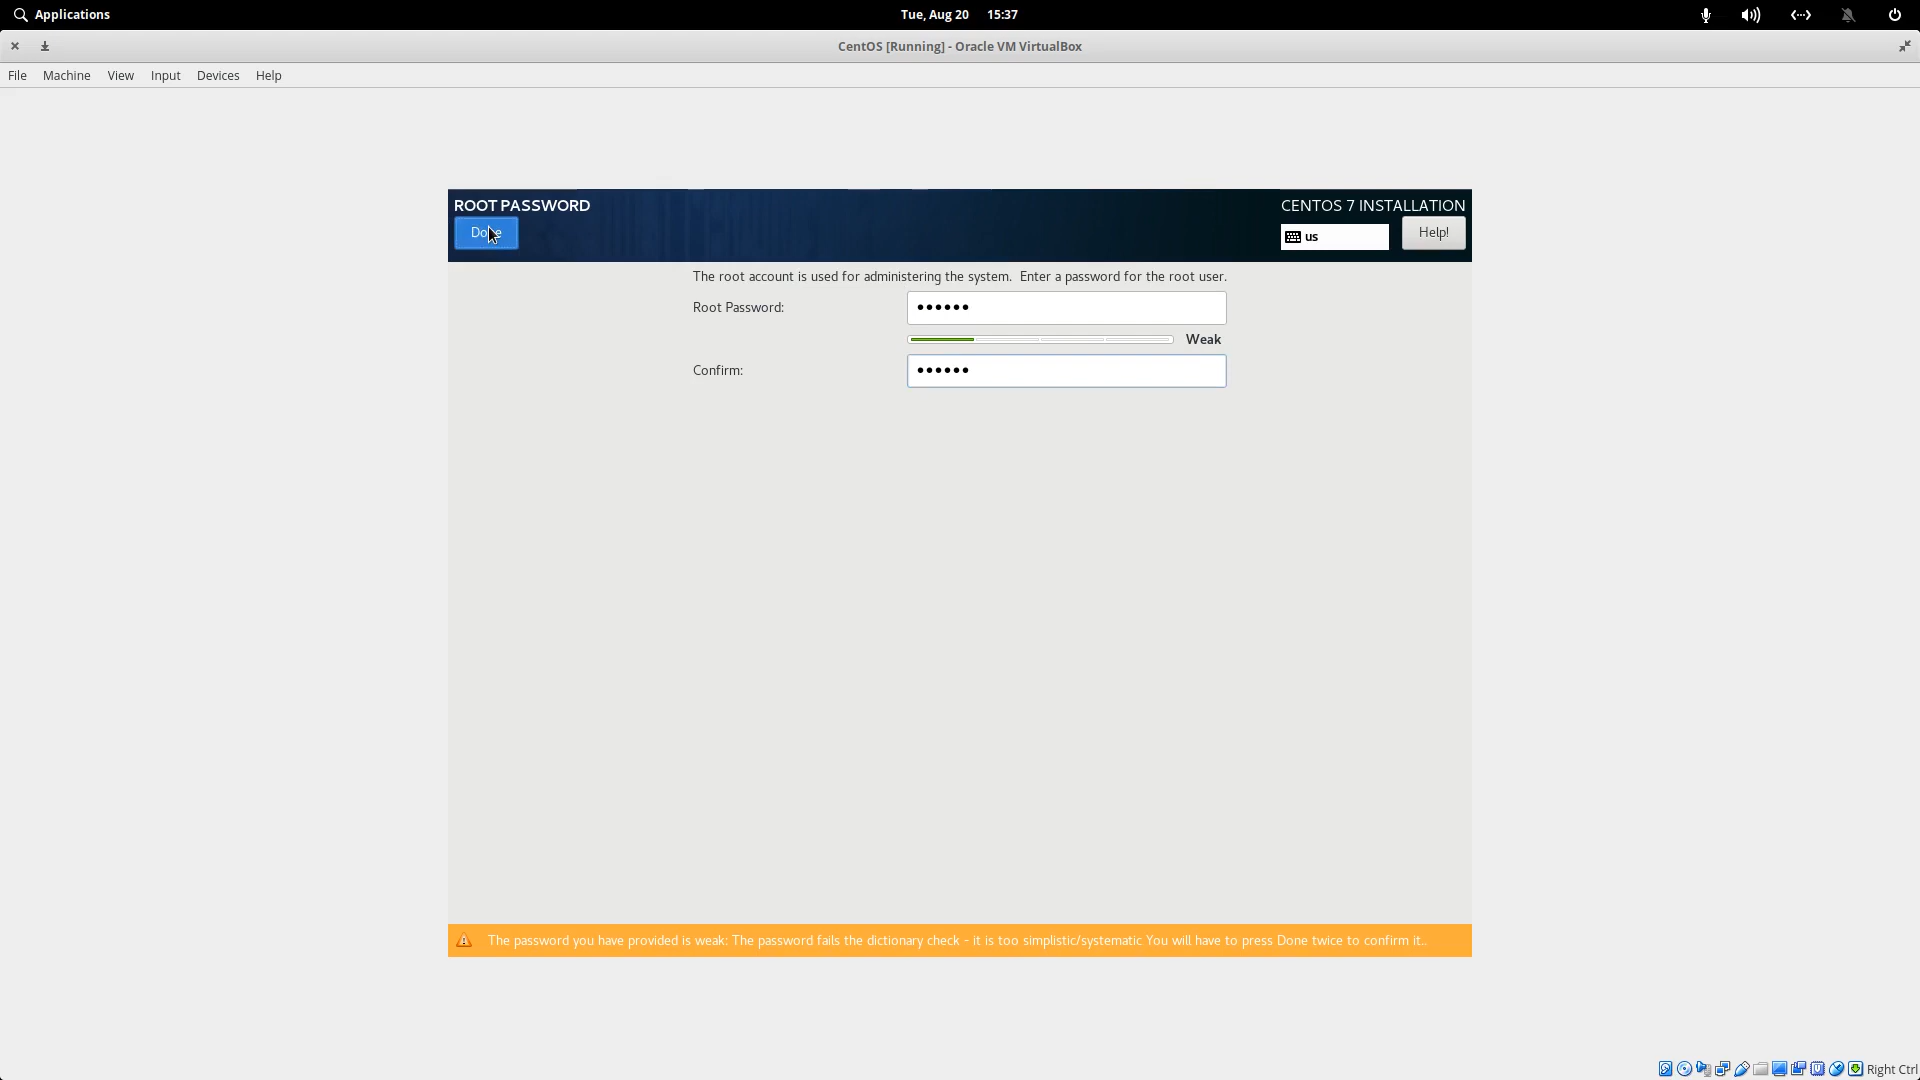 Applications
Tue, Aug 20 15:37
CentOS [Running] - Oracle VM VirtualBox
File Machine View Input Devices Help
ROOT PASSWORD
CENTOS 7 INSTALLATION
Done
us
Help!
The root account is used for administering the system. Enter a password for the root user.
Root Password:
••••••
Weak
Confirm:
••••••
The password you have provided is weak: The password fails the dictionary check - it is too simplistic/systematic You will have to press Done twice to confirm it..
Right Ctrl